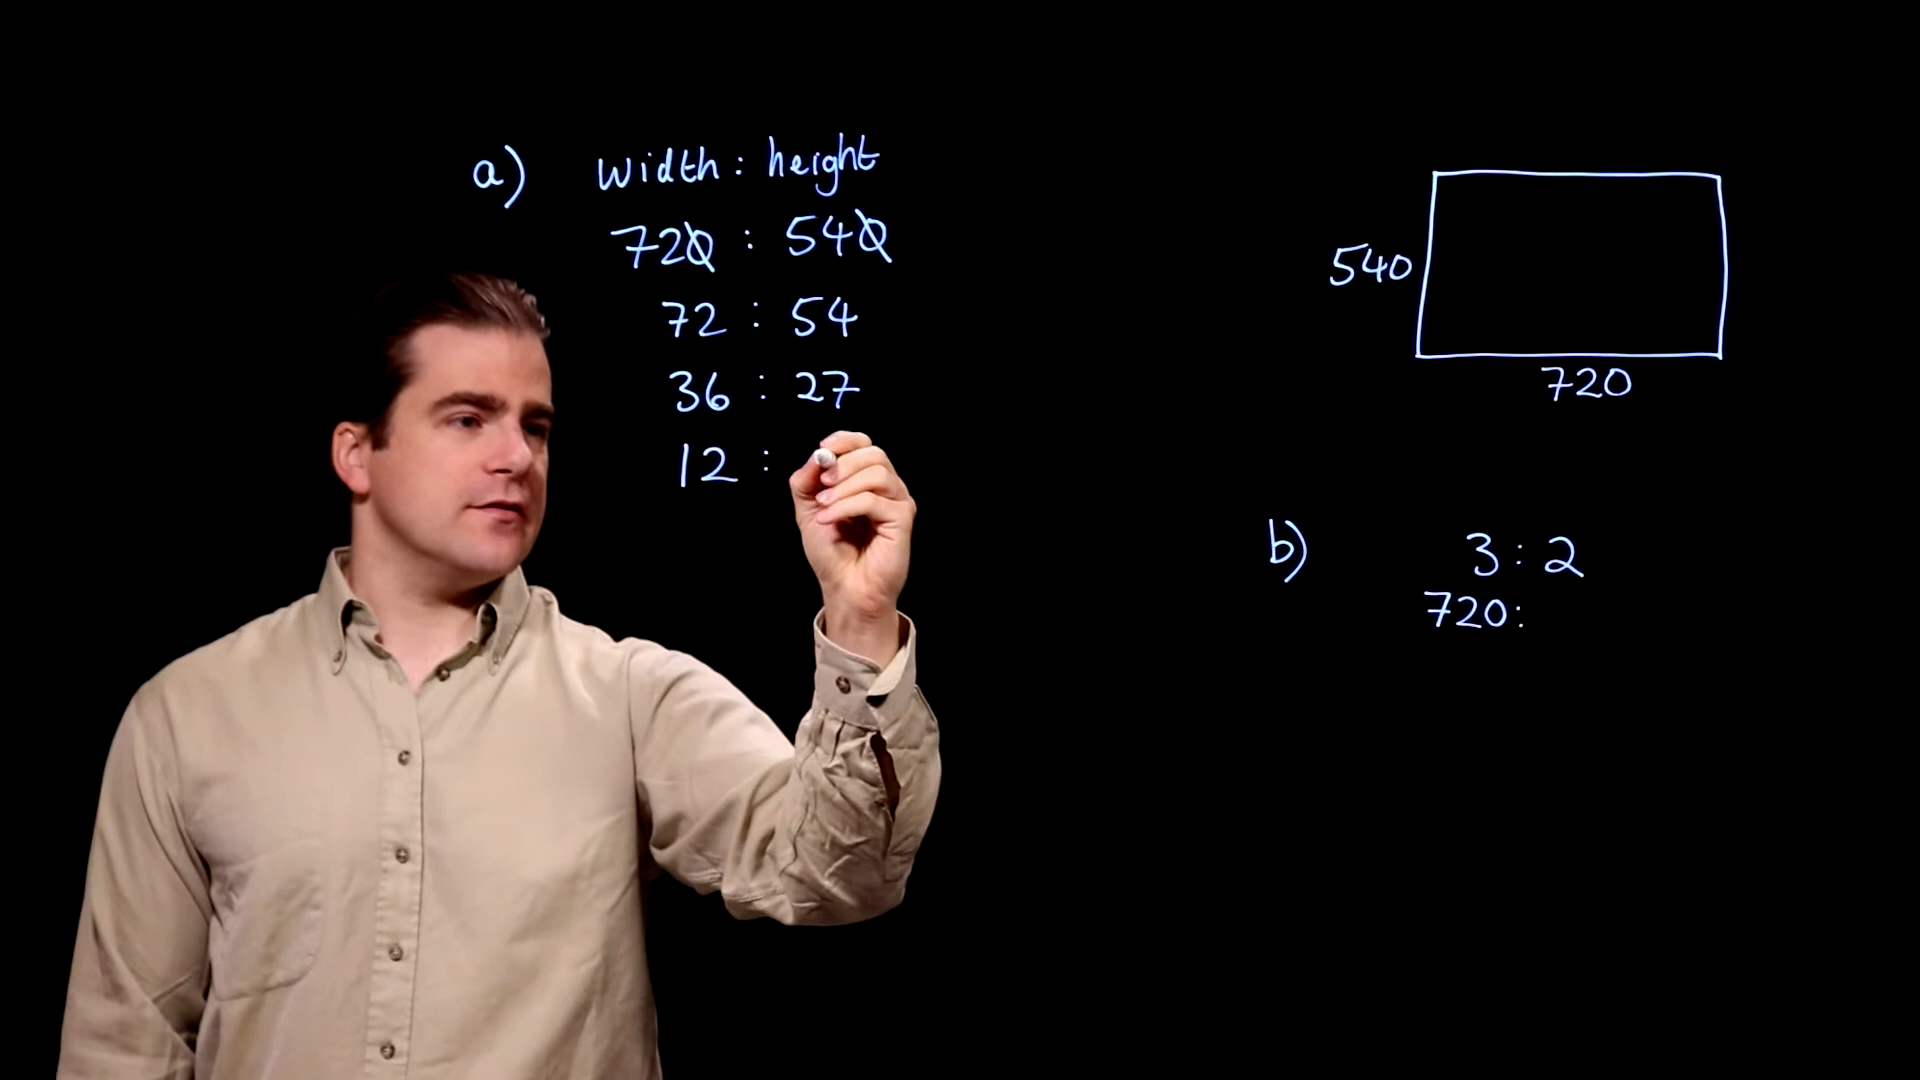 a) width : height
720 : 540
72 : 54
36 : 27
12 :
540
720
b) 3 : 2
720: